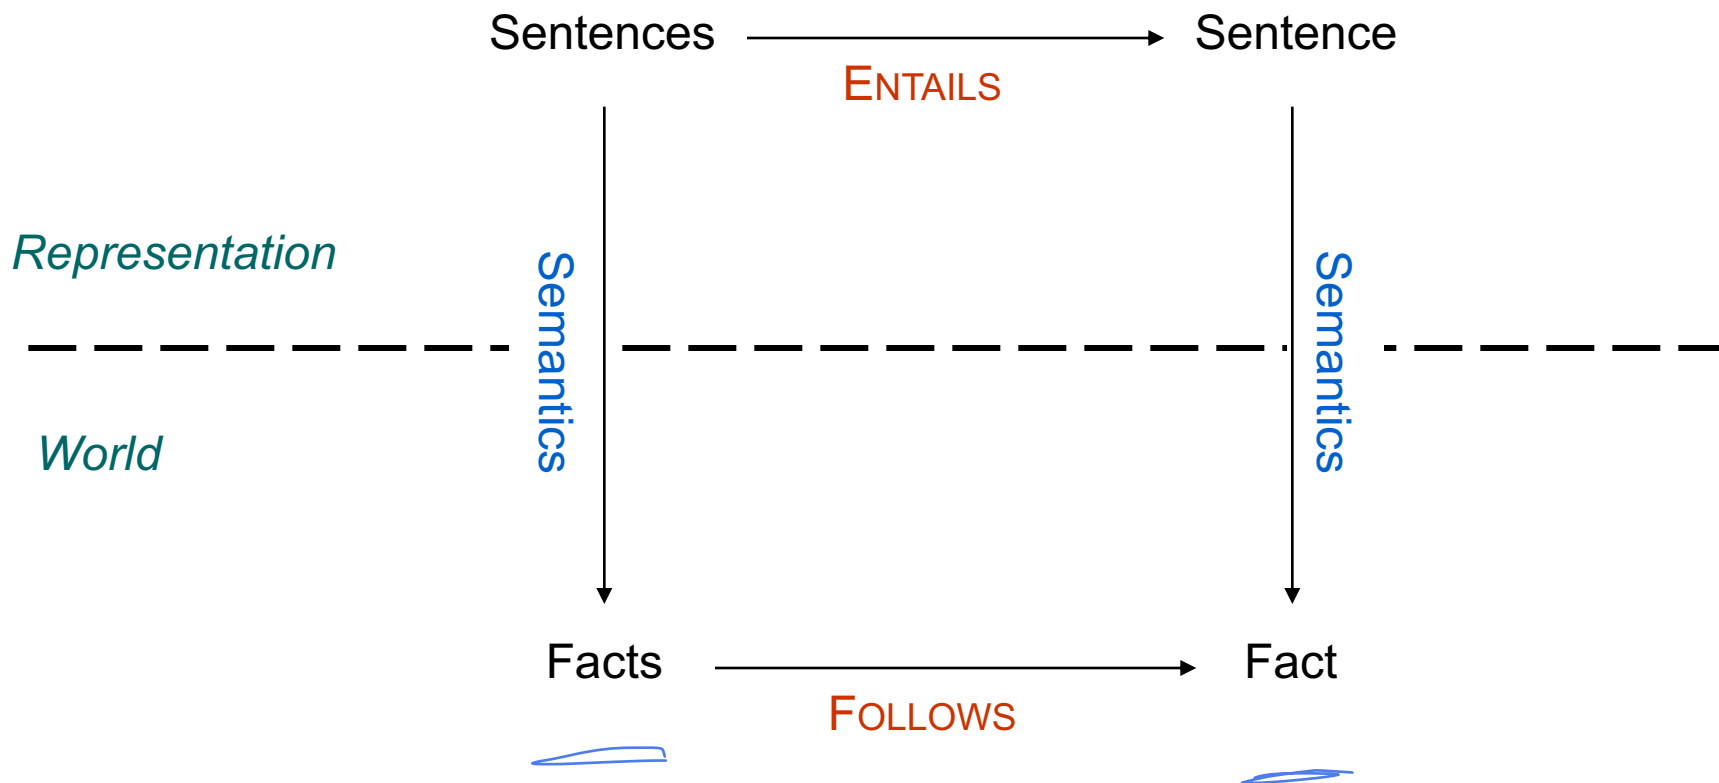 Sentences Sentence
ENTAILS
Representation
Semantics Semantics
World
Facts Fact
FOLLOWS